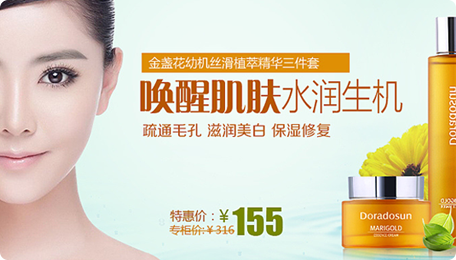 金盏花幼机丝滑植萃精华三件套
唤醒肌肤水润生机
疏通毛孔 滋润美白 保湿修复
特惠价:¥155
专柜价:¥316
Doradosun
MARIGOLD
Doradosun